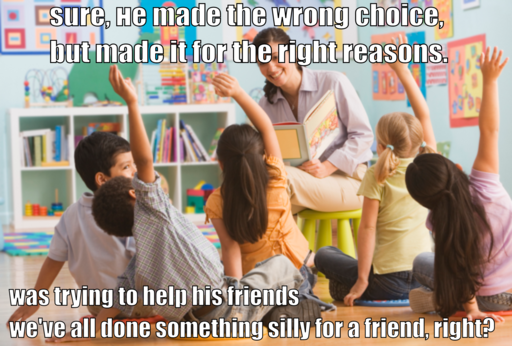 sure, He made the wrong choice,
but made it for the right reasons.
was trying to help his friends
we've all done something silly for a friend, right?